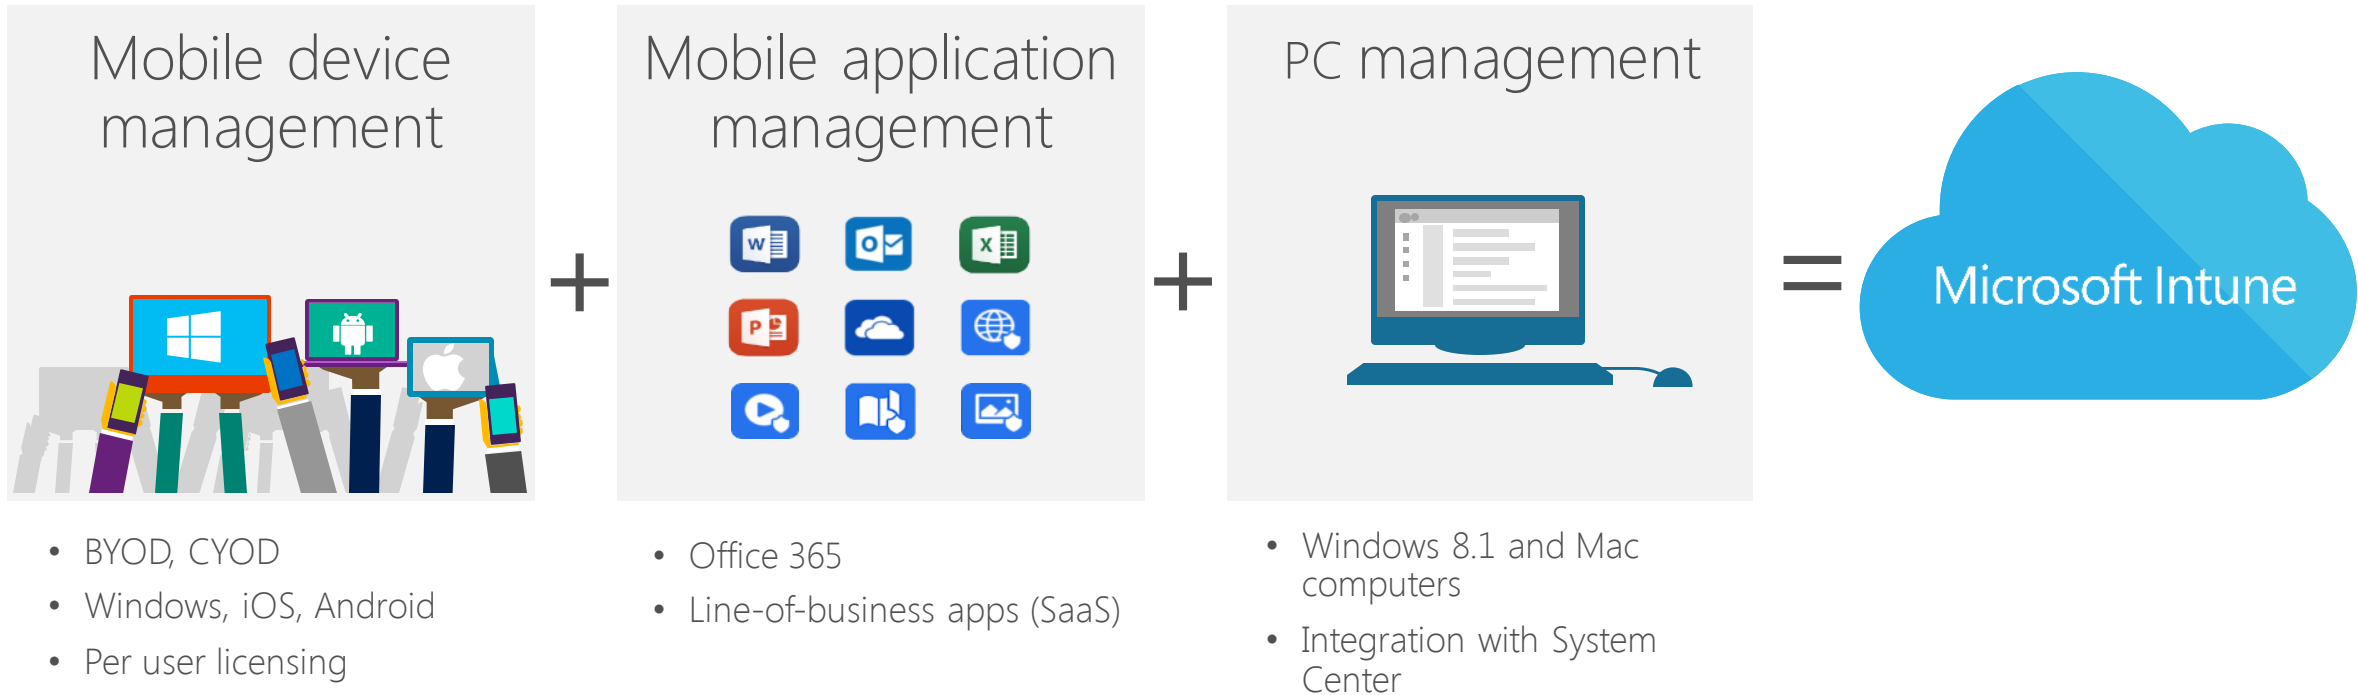 Mobile device
management
• BYOD, CYOD
• Windows, iOS, Android
• Per user licensing
+
Mobile application
management
W
O
X
P
• Office 365
• Line-of-business apps (SaaS)
+
PC management
• Windows 8.1 and Mac
computers
• Integration with System
Center
=
Microsoft Intune